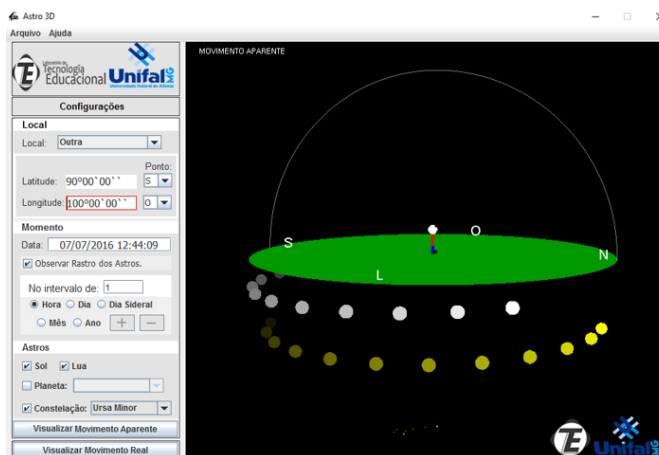 Astro 3D
Arquivo Ajuda
Laboratório de
Tecnologia
Educacional
Unifal MG
Universidade Federal de Alfenas
Configurações
Local
Local: Outra
Ponto:
Latitude: 90º00`00`` S
Longitude: 100º00`00`` O
Momento
Data: 07/07/2016 12:44:09
Observar Rastro dos Astros.
No intervalo de: 1
Hora Dia Dia Sideral
Mês Ano + −
Astros
Sol Lua
Planeta:
Constelação: Ursa Minor
Visualizar Movimento Aparente
Visualizar Movimento Real
MOVIMENTO APARENTE
O
S
N
L
Unifal MG